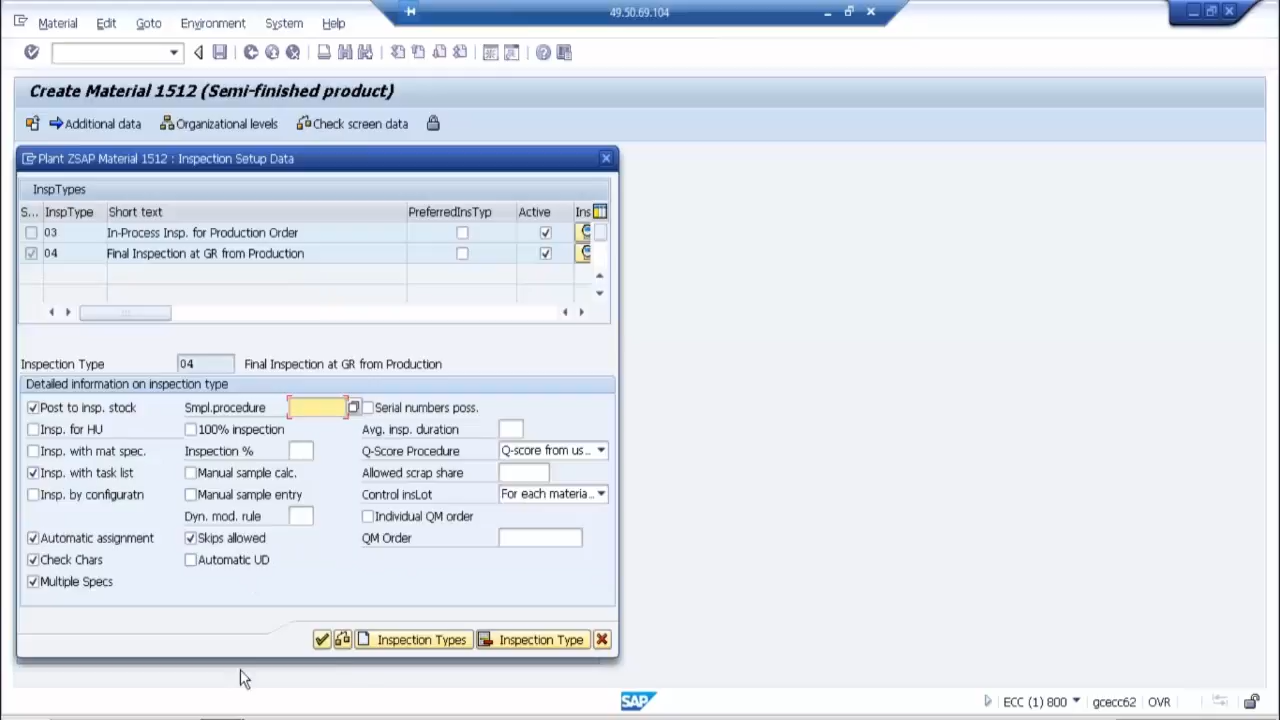 49.50.69.104
Material Edit Goto Environment System Help
Create Material 1512 (Semi-finished product)
Additional data Organizational levels Check screen data
Plant ZSAP Material 1512 : Inspection Setup Data
InspTypes
S... InspType Short text PreferredInsTyp Active Ins
03 In-Process Insp. for Production Order
04 Final Inspection at GR from Production
Inspection Type 04 Final Inspection at GR from Production
Detailed information on inspection type
Post to insp. stock Smpl.procedure Serial numbers poss.
Insp. for HU 100% inspection Avg. insp. duration
Insp. with mat spec. Inspection % Q-Score Procedure Q-score from us...
Insp. with task list Manual sample calc. Allowed scrap share
Insp. by configuratn Manual sample entry Control insLot For each materia...
Dyn. mod. rule Individual QM order
Automatic assignment Skips allowed QM Order
Check Chars Automatic UD
Multiple Specs
Inspection Types Inspection Type
SAP ECC (1) 800 gcecc62 OVR